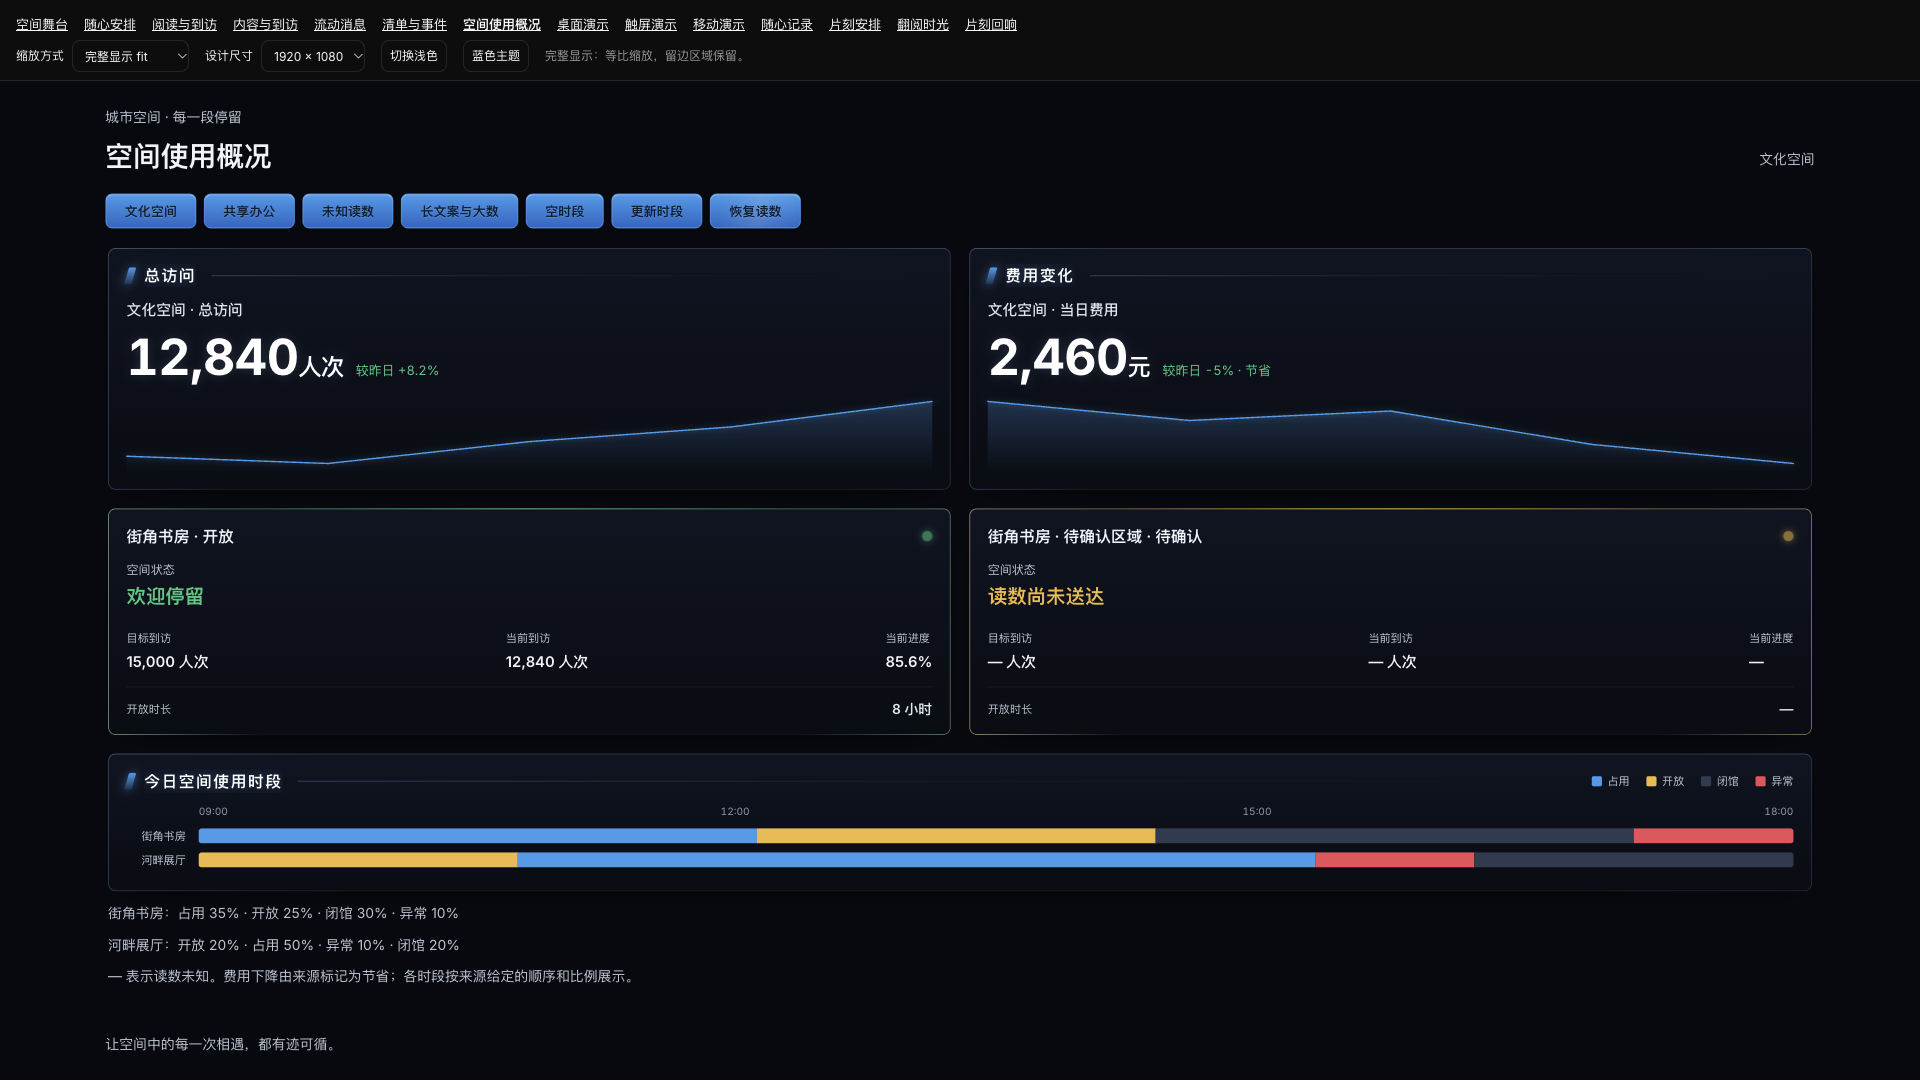 空间舞台 随心安排 阅读与到访 内容与到访 流动消息 清单与事件 空间使用概况 桌面演示 触屏演示 移动演示 随心记录 片刻安排 翻阅时光 片刻回响
缩放方式 完整显示 fit 设计尺寸 1920 × 1080 切换浅色 蓝色主题 完整显示：等比缩放，留边区域保留。
城市空间 · 每一段停留
空间使用概况
文化空间
文化空间 共享办公 未知读数 长文案与大数 空时段 更新时段 恢复读数
总访问
文化空间 · 总访问
12,840人次 较昨日 +8.2%
费用变化
文化空间 · 当日费用
2,460元 较昨日 -5% · 节省
街角书房 · 开放
空间状态
欢迎停留
目标到访 当前到访 当前进度
15,000 人次 12,840 人次 85.6%
开放时长 8 小时
街角书房 · 待确认区域 · 待确认
空间状态
读数尚未送达
目标到访 当前到访 当前进度
— 人次 — 人次 —
开放时长 —
今日空间使用时段 占用 开放 闭馆 异常
09:00 12:00 15:00 18:00
街角书房
河畔展厅
街角书房：占用 35% · 开放 25% · 闭馆 30% · 异常 10%
河畔展厅：开放 20% · 占用 50% · 异常 10% · 闭馆 20%
— 表示读数未知。费用下降由来源标记为节省；各时段按来源给定的顺序和比例展示。
让空间中的每一次相遇，都有迹可循。